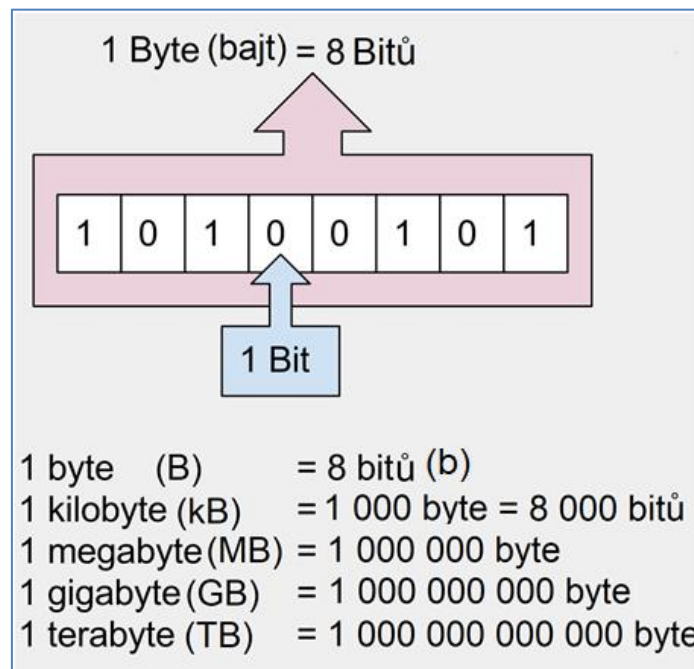 1 Byte (bajt) = 8 Bitů
1 0 1 0 0 1 0 1
1 Bit
1 byte (B) = 8 bitů (b)
1 kilobyte (kB) = 1 000 byte = 8 000 bitů
1 megabyte (MB) = 1 000 000 byte
1 gigabyte (GB) = 1 000 000 000 byte
1 terabyte (TB) = 1 000 000 000 000 byte